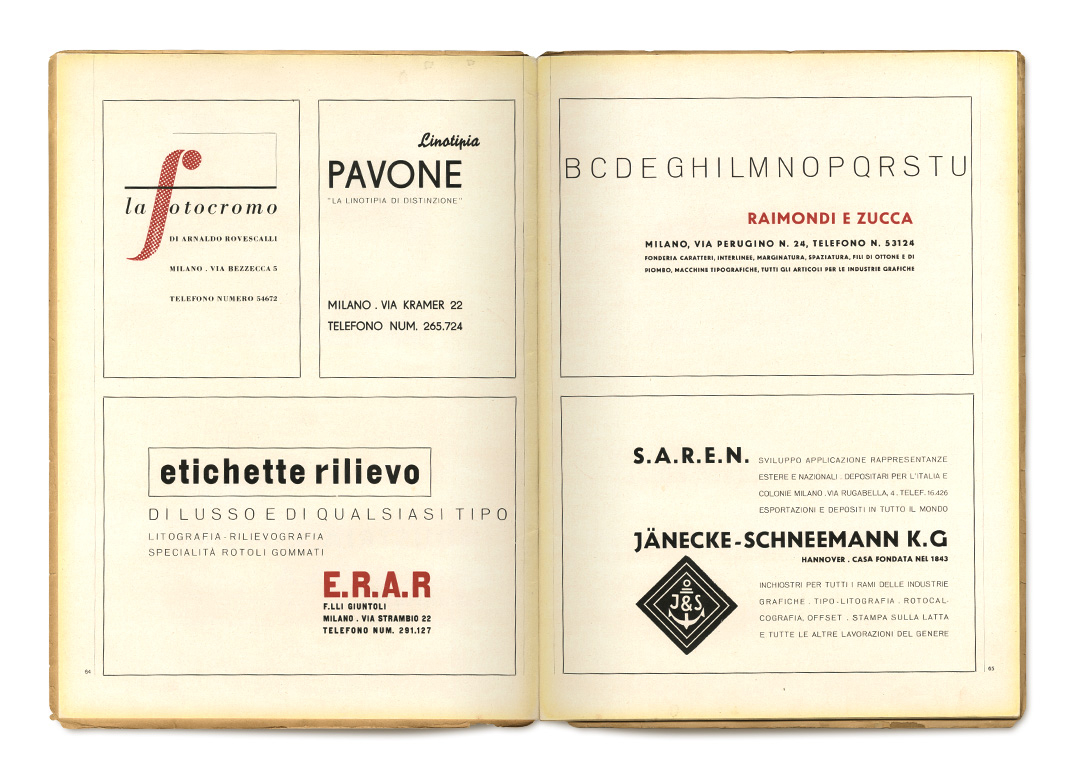 la fotocromo
DI ARNALDO ROVESCALLI
MILANO . VIA BEZZECCA 5
TELEFONO NUMERO 54672
Linotipia
PAVONE
"LA LINOTIPIA DI DISTINZIONE"
MILANO . VIA KRAMER 22
TELEFONO NUM. 265.724
etichette rilievo
DI LUSSO E DI QUALSIASI TIPO
LITOGRAFIA-RILIEVOGRAFIA
SPECIALITÀ ROTOLI GOMMATI
E.R.A.R
F.LLI GIUNTOLI
MILANO . VIA STRAMBIO 22
TELEFONO NUM. 291.127
64
BCDEGHILMNOPQRSTU
RAIMONDI E ZUCCA
MILANO, VIA PERUGINO N. 24, TELEFONO N. 53124
FONDERIA CARATTERI, INTERLINEE, MARGINATURA, SPAZIATURA, FILI DI OTTONE E DI
PIOMBO, MACCHINE TIPOGRAFICHE, TUTTI GLI ARTICOLI PER LE INDUSTRIE GRAFICHE
S.A.R.E.N. SVILUPPO APPLICAZIONE RAPPRESENTANZE
ESTERE E NAZIONALI . DEPOSITARI PER L'ITALIA E
COLONIE MILANO . VIA RUGABELLA, 4 . TELEF. 16.426
ESPORTAZIONI E DEPOSITI IN TUTTO IL MONDO
JÄNECKE-SCHNEEMANN K.G
HANNOVER . CASA FONDATA NEL 1843
J&S
INCHIOSTRI PER TUTTI I RAMI DELLE INDUSTRIE
GRAFICHE . TIPO-LITOGRAFIA . ROTOCAL-
COGRAFIA, OFFSET . STAMPA SULLA LATTA
E TUTTE LE ALTRE LAVORAZIONI DEL GENERE
65